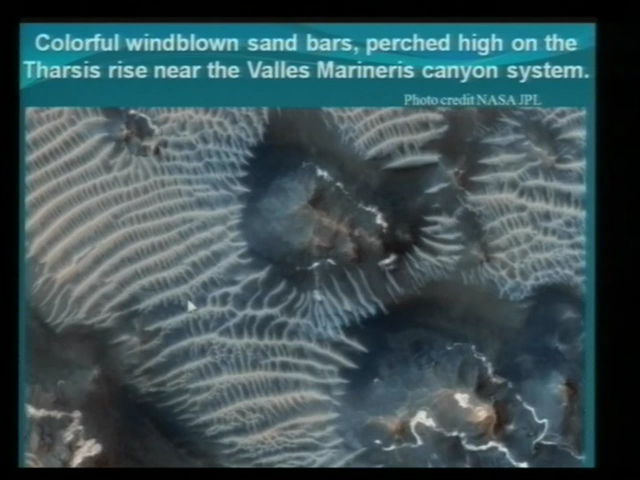 Colorful windblown sand bars, perched high on the
Tharsis rise near the Valles Marineris canyon system.
Photo credit NASA JPL